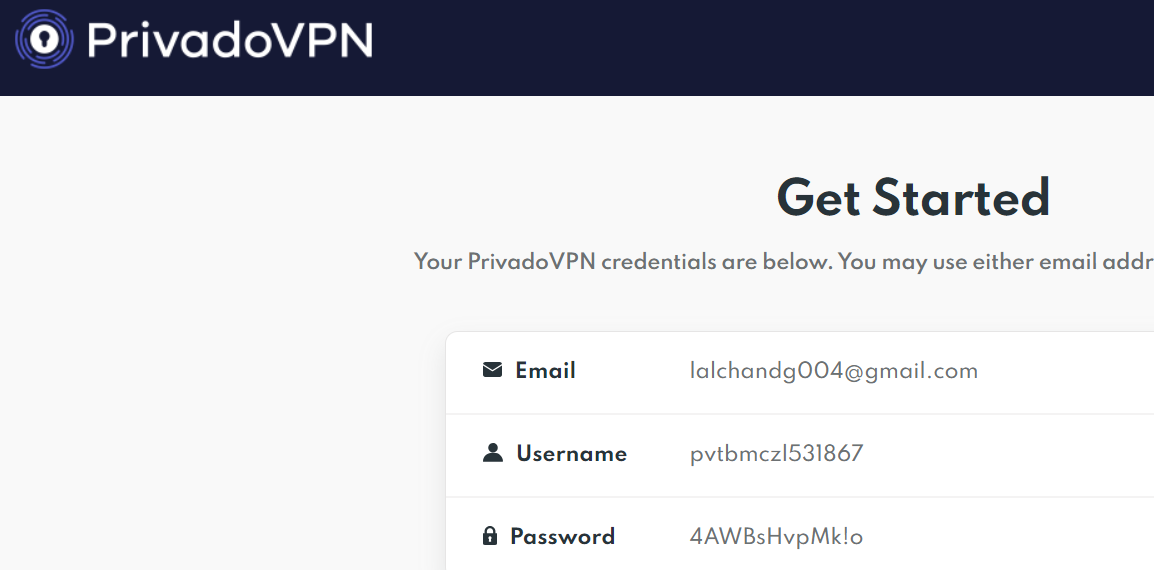 PrivadoVPN
Get Started
Your PrivadoVPN credentials are below. You may use either email addr
Email lalchandg004@gmail.com
Username pvtbmczl531867
Password 4AWBsHvpMk!o